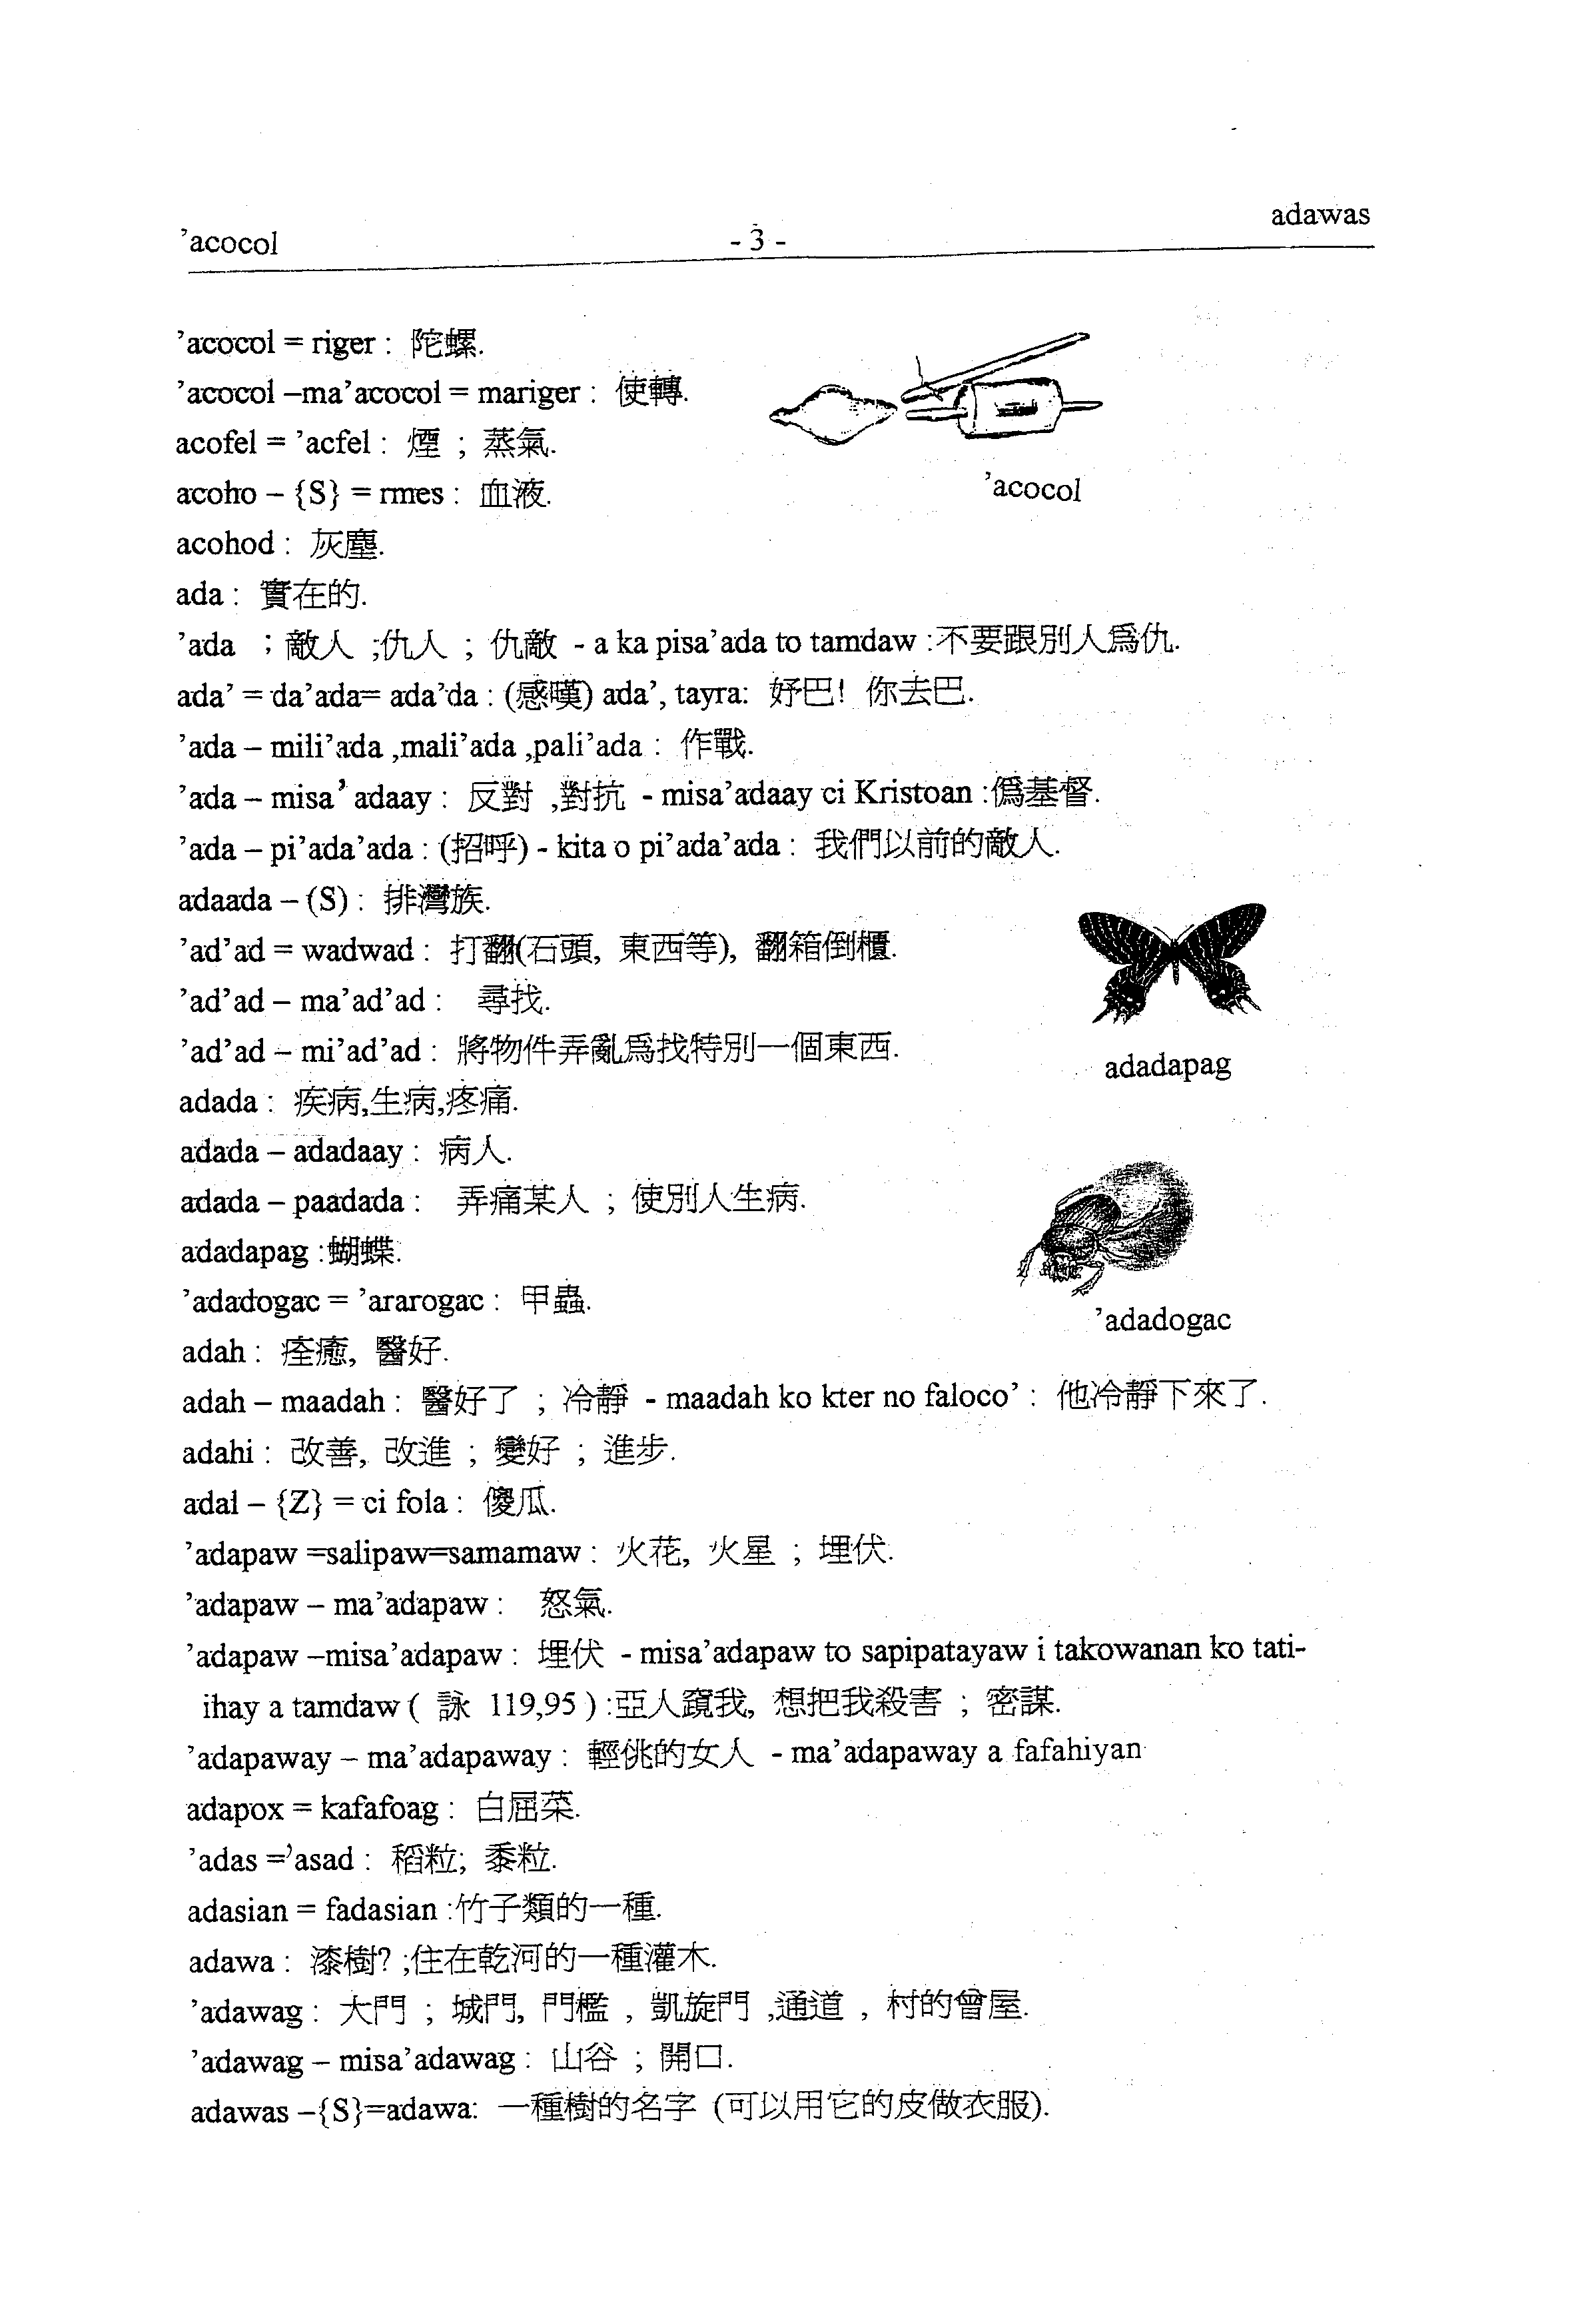 ’acocol
- 3 -
adawas
’acocol = riger : 陀螺.
’acocol –ma’acocol = mariger : 使轉.
acofel = ’acfel : 煙 ; 蒸氣.
acoho – {S} = rmes : 血液.
’acocol
acohod : 灰塵.
ada : 實在的.
’ada ; 敵人 ;仇人 ; 仇敵 - a ka pisa’ada to tamdaw :不要跟別人爲仇.
ada’ = da’ada= ada’da : (感嘆) ada’, tayra: 好巴! 你去巴.
’ada – mili’ada ,mali’ada ,pali’ada : 作戰.
’ada – misa’ adaay : 反對 ,對抗 - misa’adaay ci Kristoan :僞基督.
’ada – pi’ada’ada : (招呼) - kita o pi’ada’ada : 我們以前的敵人.
adaada – (S) : 排灣族.
’ad’ad = wadwad : 打翻(石頭, 東西等), 翻箱倒櫃.
’ad’ad – ma’ad’ad : 尋找.
’ad’ad – mi’ad’ad : 將物件弄亂爲找特別一個東西.
adadapag
adada : 疾病,生病,疼痛.
adada – adadaay : 病人.
adada – paadada : 弄痛某人 ; 使別人生病.
adadapag :蝴蝶.
’adadogac = ’ararogac : 甲蟲.
’adadogac
adah : 痊癒, 醫好.
adah – maadah : 醫好了 ; 冷靜 - maadah ko kter no faloco’ : 他冷靜下來了.
adahi : 改善, 改進 ; 變好 ; 進步.
adal – {Z} = ci fola : 傻瓜.
’adapaw =salipaw=samamaw : 火花, 火星 ; 埋伏.
’adapaw – ma’adapaw : 怒氣.
’adapaw –misa’adapaw : 埋伏 - misa’adapaw to sapipatayaw i takowanan ko tati-
ihay a tamdaw ( 詠 119,95 ) :亞人窺我, 想把我殺害 ; 密謀.
’adapaway – ma’adapaway : 輕佻的女人 - ma’adapaway a fafahiyan
adapox = kafafoag : 白屈菜.
’adas =’asad : 稻粒; 黍粒.
adasian = fadasian :竹子類的一種.
adawa : 漆樹? ;住在乾河的一種灌木.
’adawag : 大門 ; 城門, 門檻 , 凱旋門 ,通道 , 村的曾屋.
’adawag – misa’adawag : 山谷 ; 開口.
adawas –{S}=adawa: 一種樹的名字 (可以用它的皮做衣服).